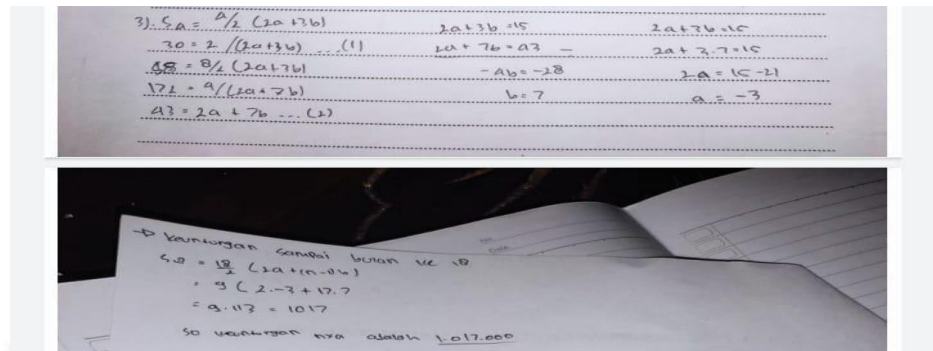 3). S4 = 4/2 (2a + 3b)
30 = 2 /(2a+3b) ... (1)
S8 = 8/2 (2a+7b)
172 = 4/(2a+7b)
43 = 2a + 7b ... (2)
2a+3b = 15
2a + 7b = 43 -
-4b = -28
b = 7
2a+3b = 15
2a + 3.7 = 15
2a = 15 - 21
a = -3
→ keuntungan sampai bulan ke 18
S18 = 18/2 (2a + (n-1)b)
= 9 ( 2.-3 + 17.7
= 9.113 = 1017
so keuntungan nya adalah 1.017.000